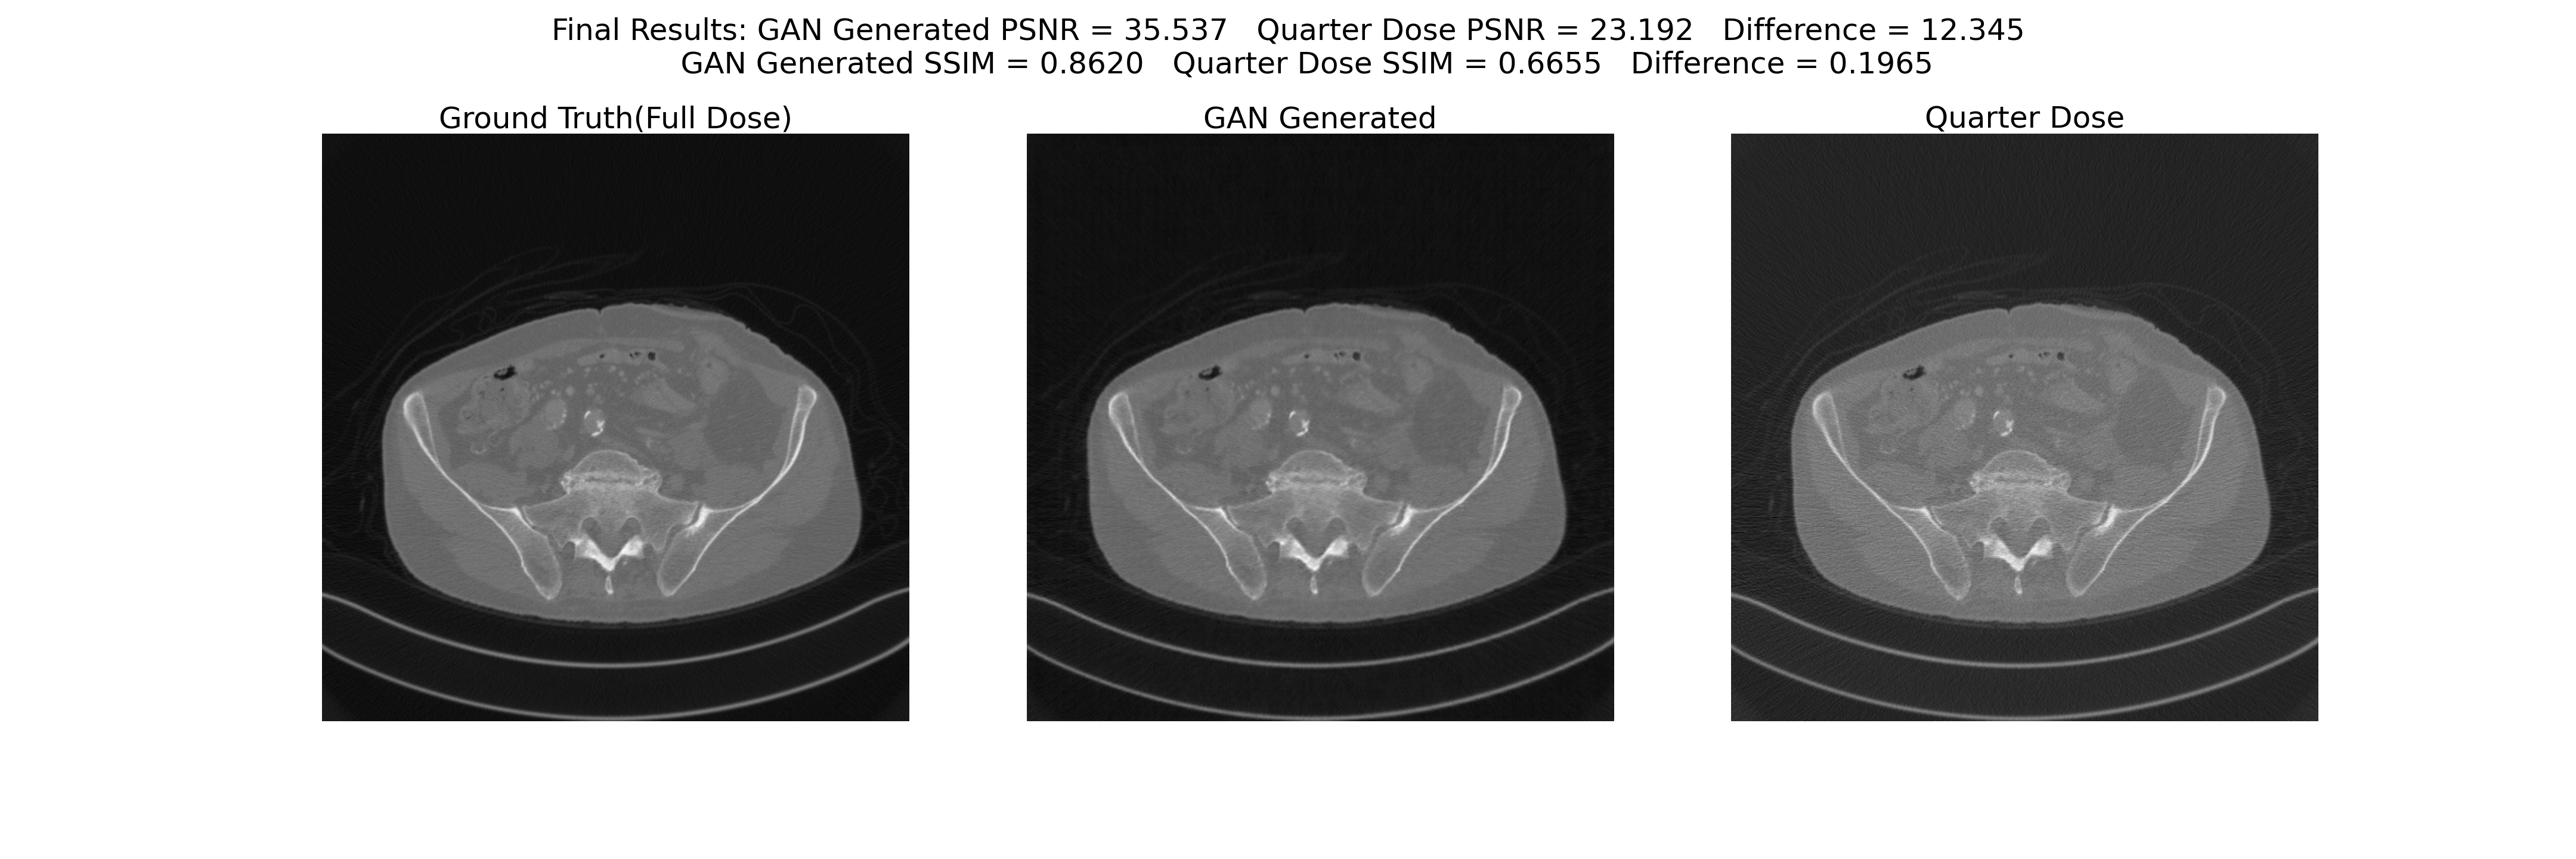 Final Results: GAN Generated PSNR = 35.537   Quarter Dose PSNR = 23.192   Difference = 12.345
GAN Generated SSIM = 0.8620   Quarter Dose SSIM = 0.6655   Difference = 0.1965
Ground Truth(Full Dose)
GAN Generated
Quarter Dose